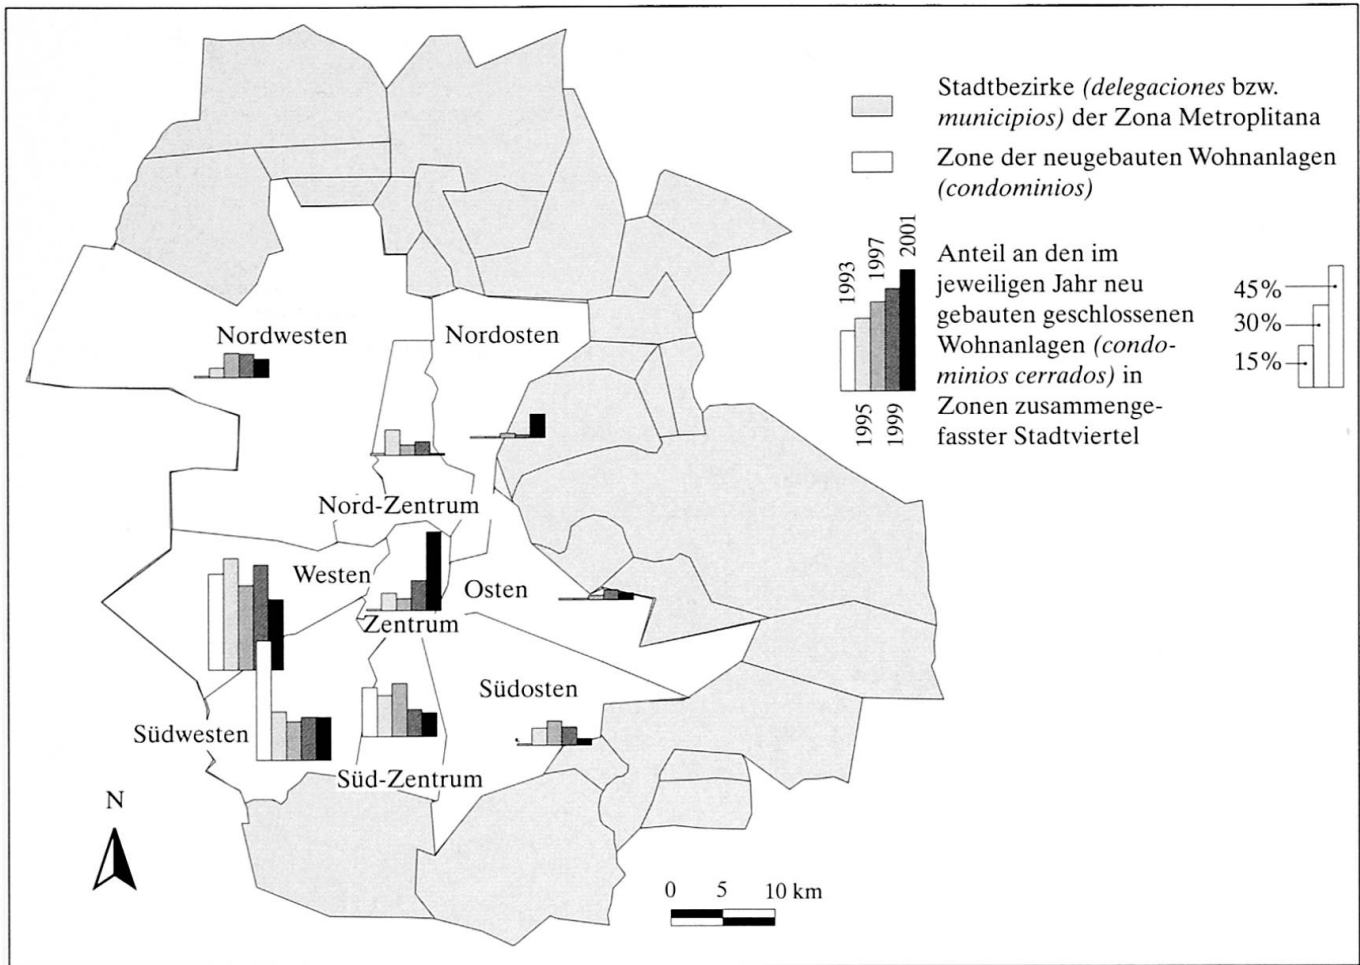 Stadtbezirke (delegaciones bzw.
municipios) der Zona Metroplitana
Zone der neugebauten Wohnanlagen
(condominios)
1993
1997
2001
1995
1999
Anteil an den im
jeweiligen Jahr neu
gebauten geschlossenen
Wohnanlagen (condo-
minios cerrados) in
Zonen zusammenge-
fasster Stadtviertel
45%
30%
15%
Nordwesten
Nordosten
Nord-Zentrum
Westen
Zentrum
Osten
Südwesten
Süd-Zentrum
Südosten
N
0 5 10 km